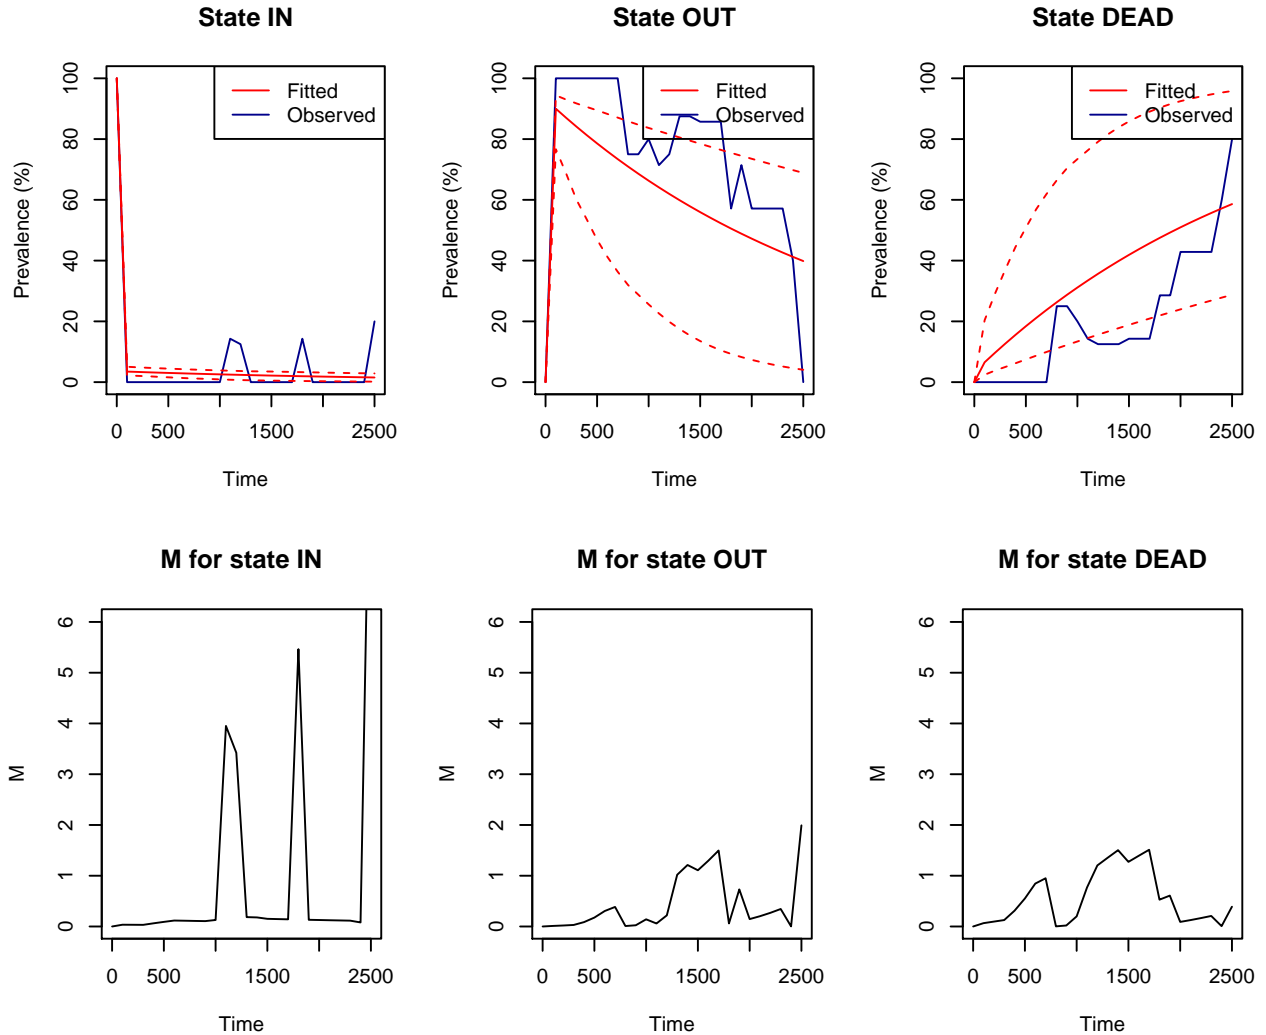 State IN
State OUT
State DEAD
Prevalence (%)
0 20 40 60 80 100
Fitted
Observed
0 500 1500 2500
Time
Prevalence (%)
0 20 40 60 80 100
Fitted
Observed
0 500 1500 2500
Time
Prevalence (%)
0 20 40 60 80 100
Fitted
Observed
0 500 1500 2500
Time
M for state IN
M for state OUT
M for state DEAD
M
0 1 2 3 4 5 6
0 500 1500 2500
Time
M
0 1 2 3 4 5 6
0 500 1500 2500
Time
M
0 1 2 3 4 5 6
0 500 1500 2500
Time